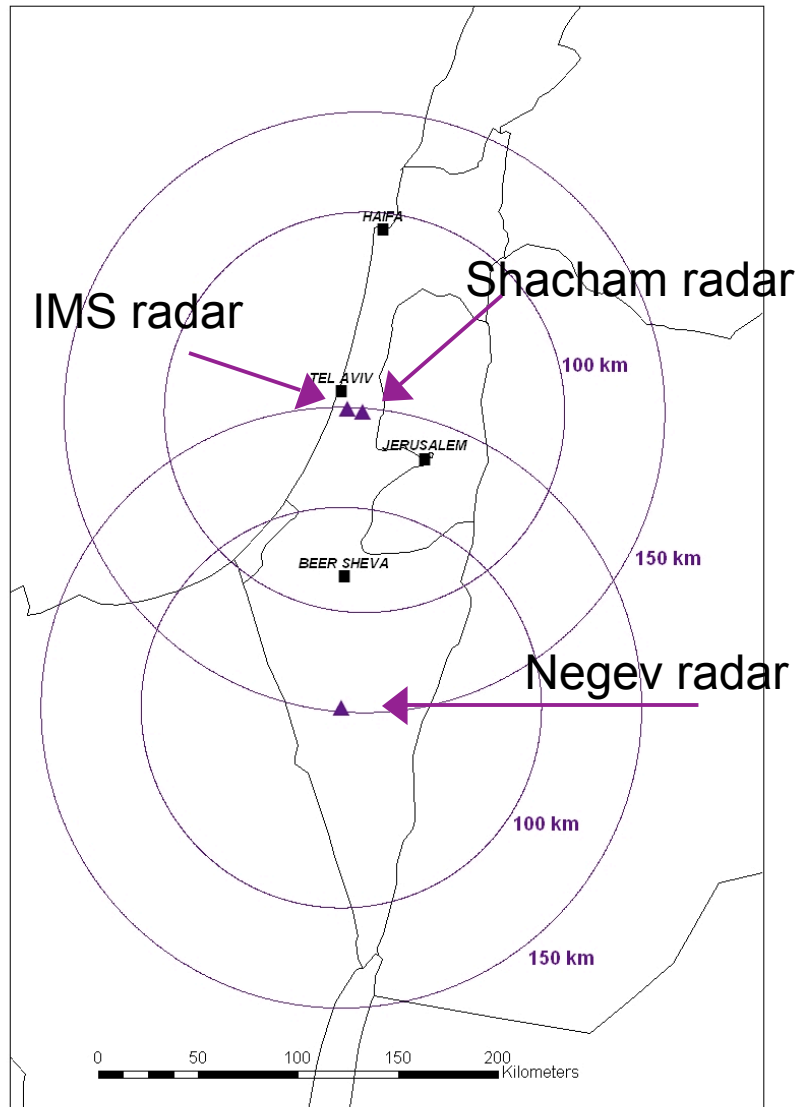 HAIFA
Shacham radar
IMS radar
100 km
TEL AVIV
JERUSALEM
150 km
BEER SHEVA
Negev radar
100 km
150 km
0 50 100 150 200
Kilometers